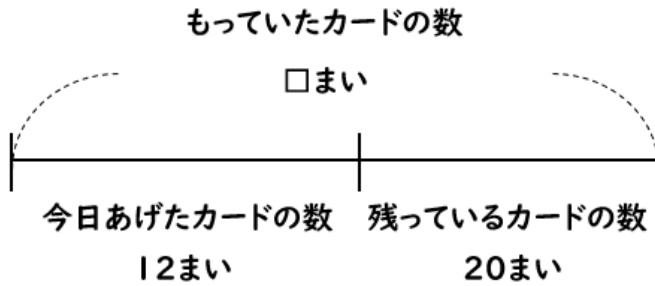 もっていたカードの数
□まい
今日あげたカードの数
12まい
残っているカードの数
20まい